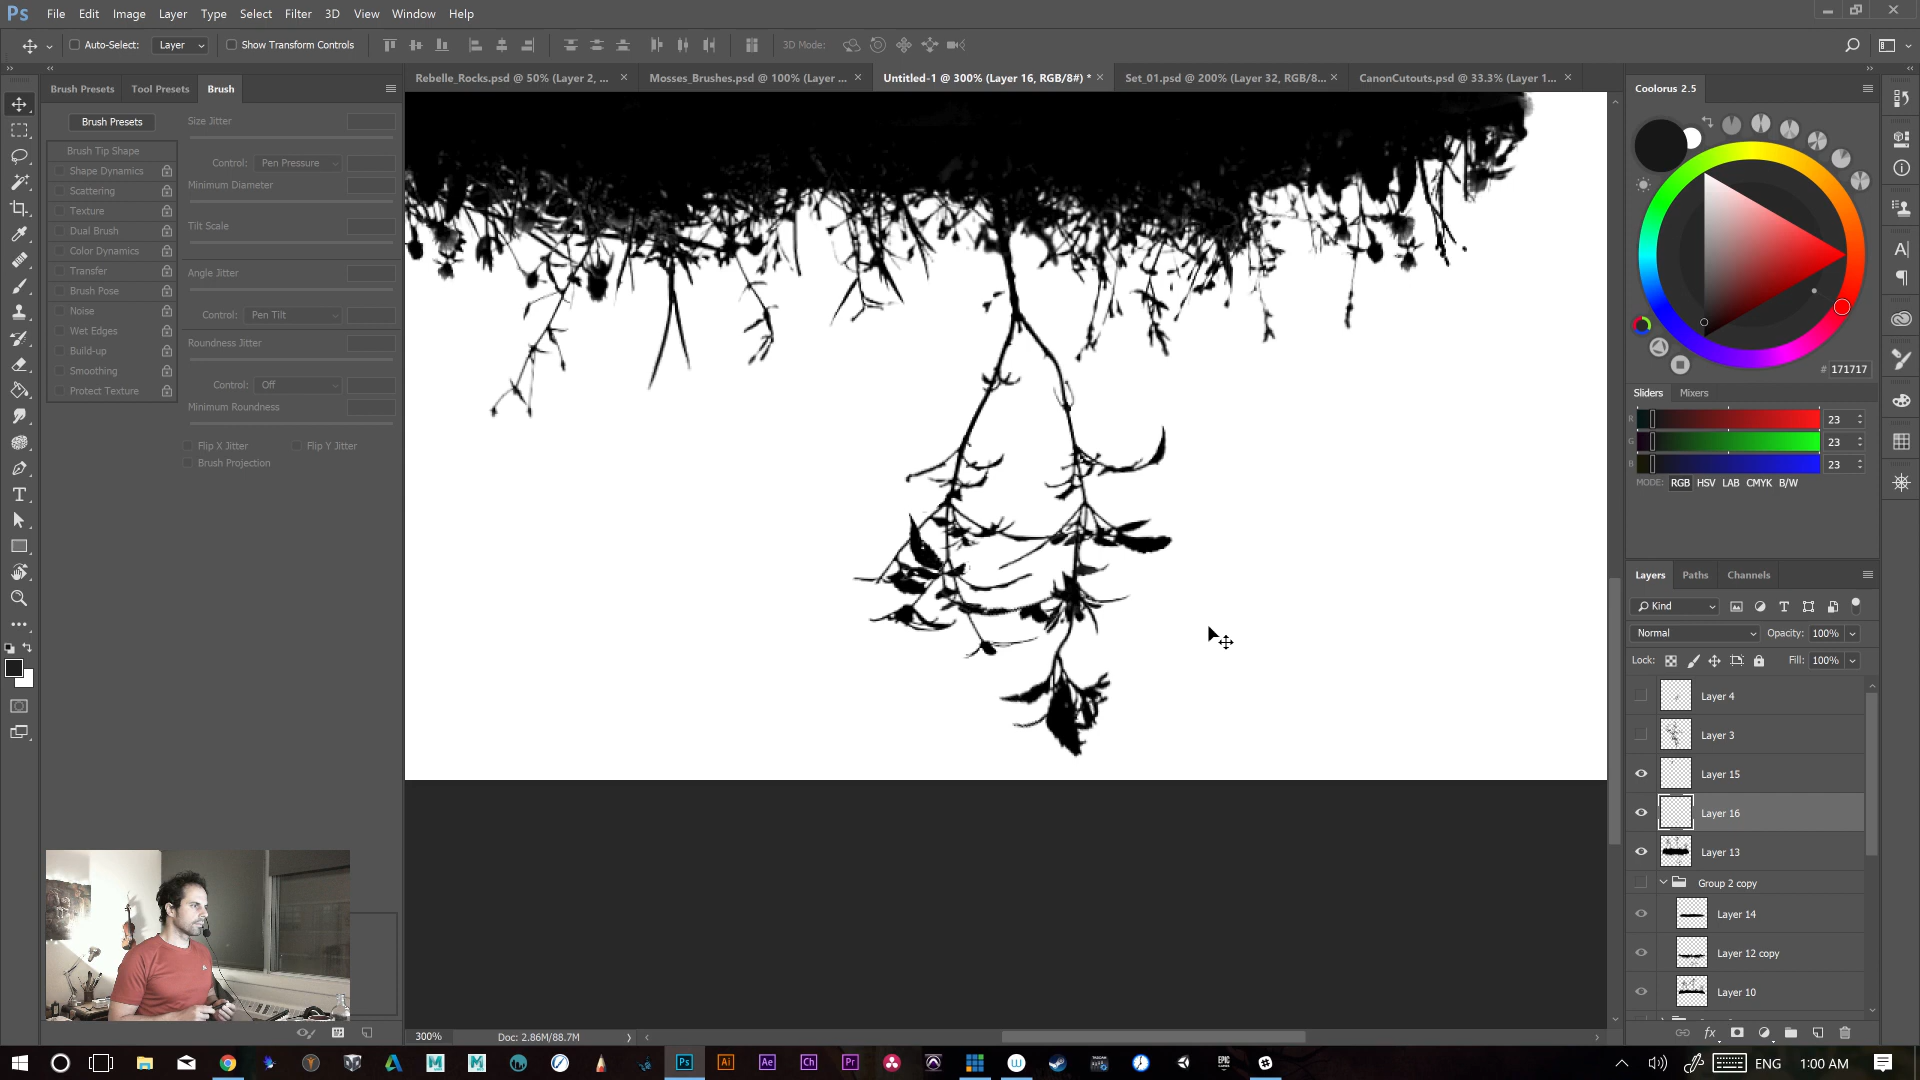 Ps File Edit Image Layer Type Select Filter 3D View Window Help
Auto-Select: Layer Show Transform Controls 3D Mode:
Rebelle_Rocks.psd @ 50% (Layer 2, ... × Mosses_Brushes.psd @ 100% (Layer ... × Untitled-1 @ 300% (Layer 16, RGB/8#) * × Set_01.psd @ 200% (Layer 32, RGB/8... × CanonCutouts.psd @ 33.3% (Layer 1... ×
Brush Presets Tool Presets Brush
Brush Presets
Brush Tip Shape
Shape Dynamics
Scattering
Texture
Dual Brush
Color Dynamics
Transfer
Brush Pose
Noise
Wet Edges
Build-up
Smoothing
Protect Texture
Size Jitter
Control: Pen Pressure
Minimum Diameter
Tilt Scale
Angle Jitter
Control: Pen Tilt
Roundness Jitter
Control: Off
Minimum Roundness
Flip X Jitter Flip Y Jitter
Brush Projection
Coolorus 2.5
# 171717
Sliders Mixers
R 23
G 23
B 23
MODE: RGB HSV LAB CMYK B/W
Layers Paths Channels
Kind
Normal Opacity: 100%
Lock: Fill: 100%
Layer 4
Layer 3
Layer 15
Layer 16
Layer 13
Group 2 copy
Layer 14
Layer 12 copy
Layer 10
300% Doc: 2.86M/88.7M
Ps Ai Ae Ch Pr ENG 1:00 AM